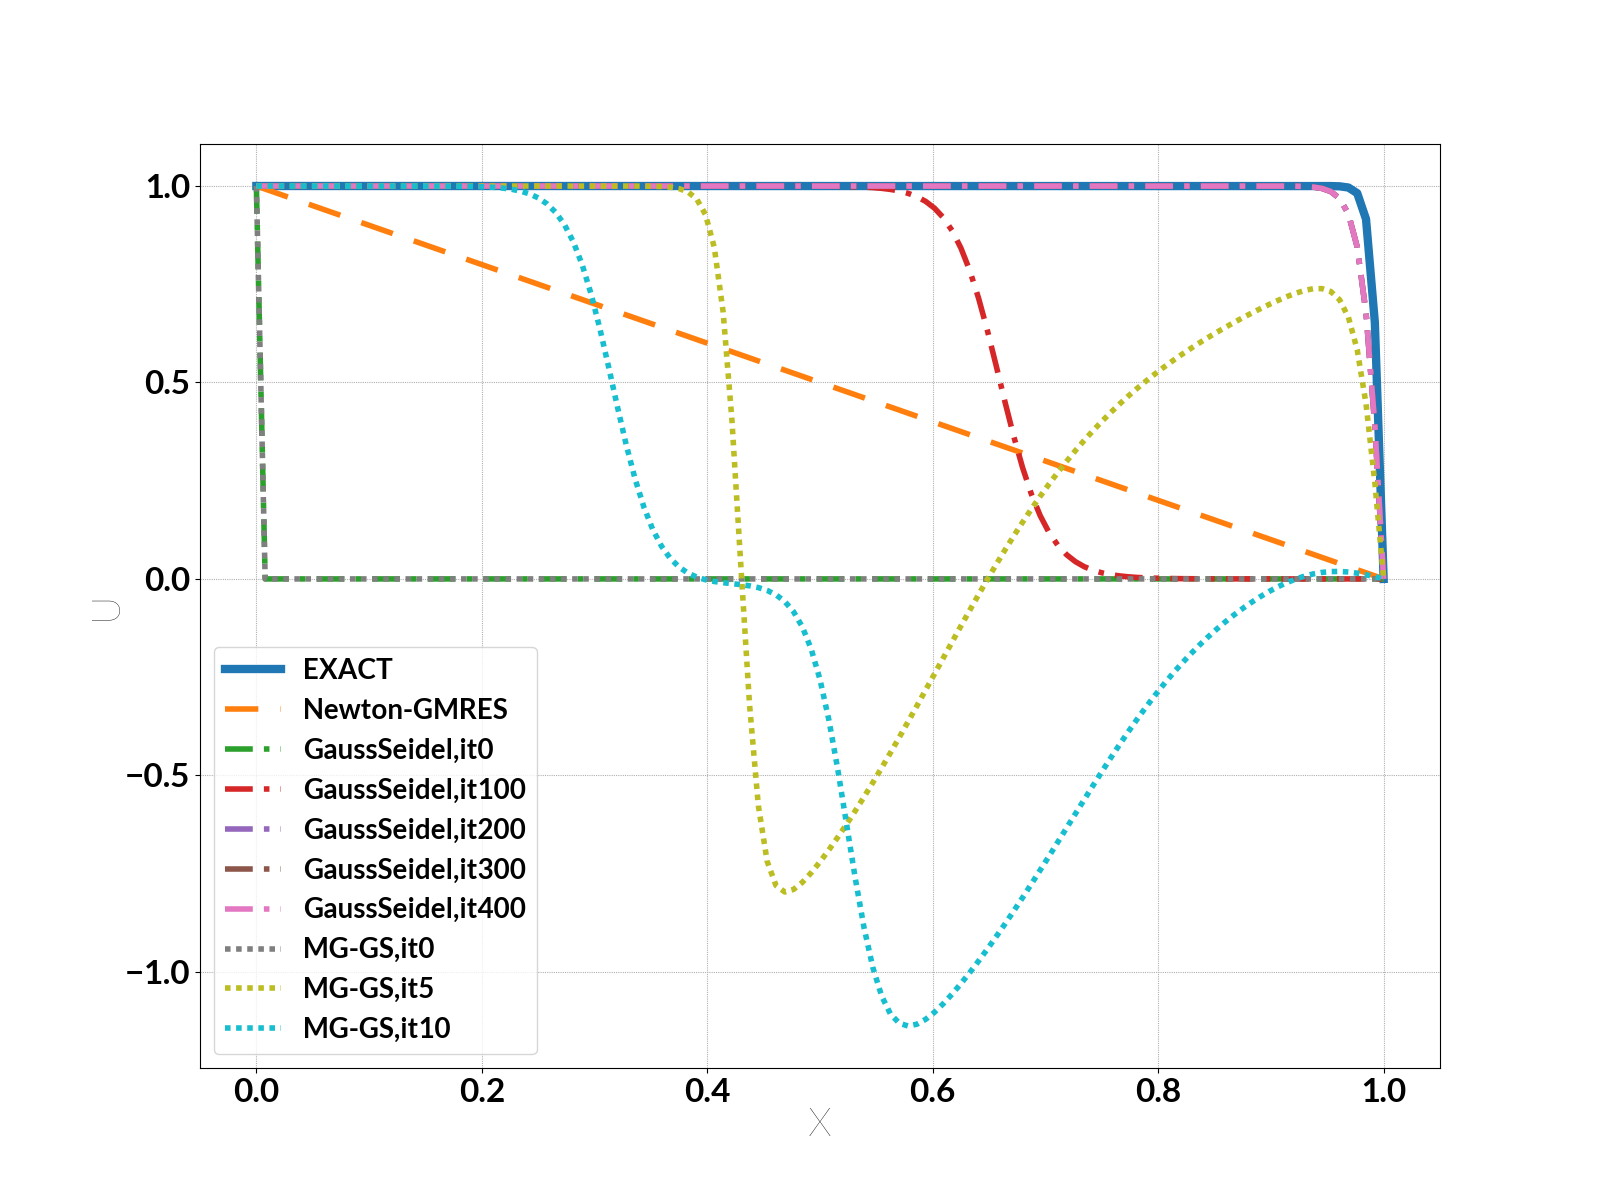 1.0
0.5
0.0
−0.5
−1.0
U
EXACT
Newton-GMRES
GaussSeidel,it0
GaussSeidel,it100
GaussSeidel,it200
GaussSeidel,it300
GaussSeidel,it400
MG-GS,it0
MG-GS,it5
MG-GS,it10
0.0 0.2 0.4 0.6 0.8 1.0
X